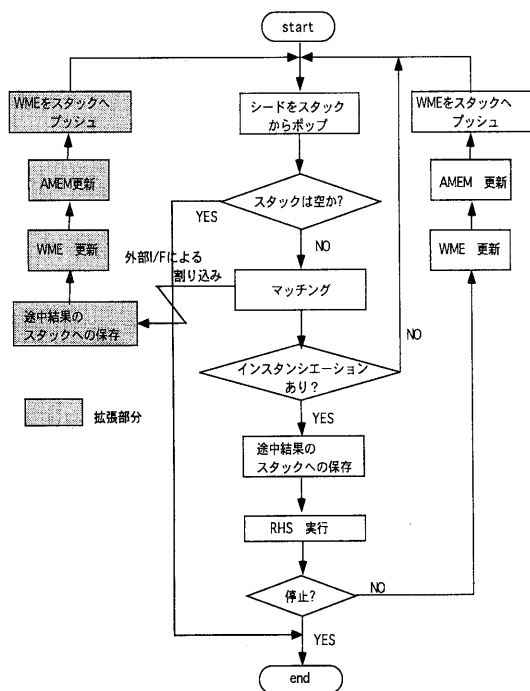 start
WMEをスタックへ
プッシュ
AMEM更新
WME 更新
途中結果の
スタックへの保存
拡張部分
シードをスタック
からポップ
スタックは空か?
YES
NO
外部I/Fによる
割り込み
マッチング
インスタンシエーション
あり?
NO
YES
途中結果の
スタックへの保存
RHS 実行
停止?
NO
YES
end
WMEをスタックへ
プッシュ
AMEM 更新
WME 更新